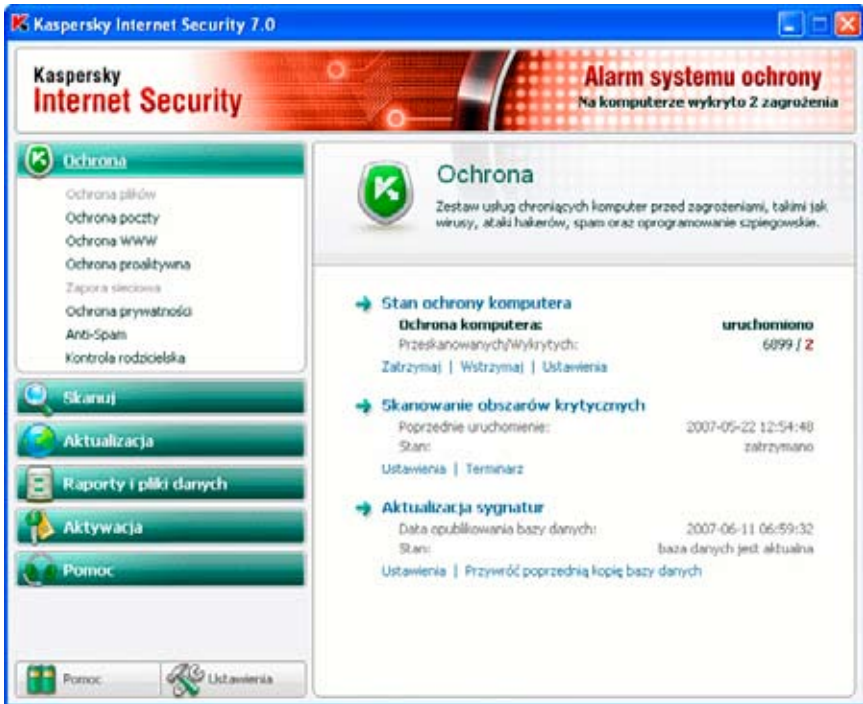 Kaspersky Internet Security 7.0
Kaspersky
Internet Security
Alarm systemu ochrony
Na komputerze wykryto 2 zagrożenia
Ochrona
Ochrona plików
Ochrona poczty
Ochrona WWW
Ochrona proaktywna
Zapora sieciowa
Ochrona prywatności
Anti-Spam
Kontrola rodzicielska
Skanuj
Aktualizacja
Raporty i pliki danych
Aktywacja
Pomoc
Pomoc
Ustawienia
Ochrona
Zestaw usług chroniących komputer przed zagrożeniami, takimi jak
wirusy, ataki hakerów, spam oraz oprogramowanie szpiegowskie.
Stan ochrony komputera
Ochrona komputera: uruchomiono
Przeskanowanych/Wykrytych: 6099 / 2
Zatrzymaj | Wstrzymaj | Ustawienia
Skanowanie obszarów krytycznych
Poprzednie uruchomienie: 2007-05-22 12:54:48
Stan: zatrzymano
Ustawienia | Terminarz
Aktualizacja sygnatur
Data opublikowania bazy danych: 2007-06-11 06:59:32
Stan: baza danych jest aktualna
Ustawienia | Przywróć poprzednią kopię bazy danych